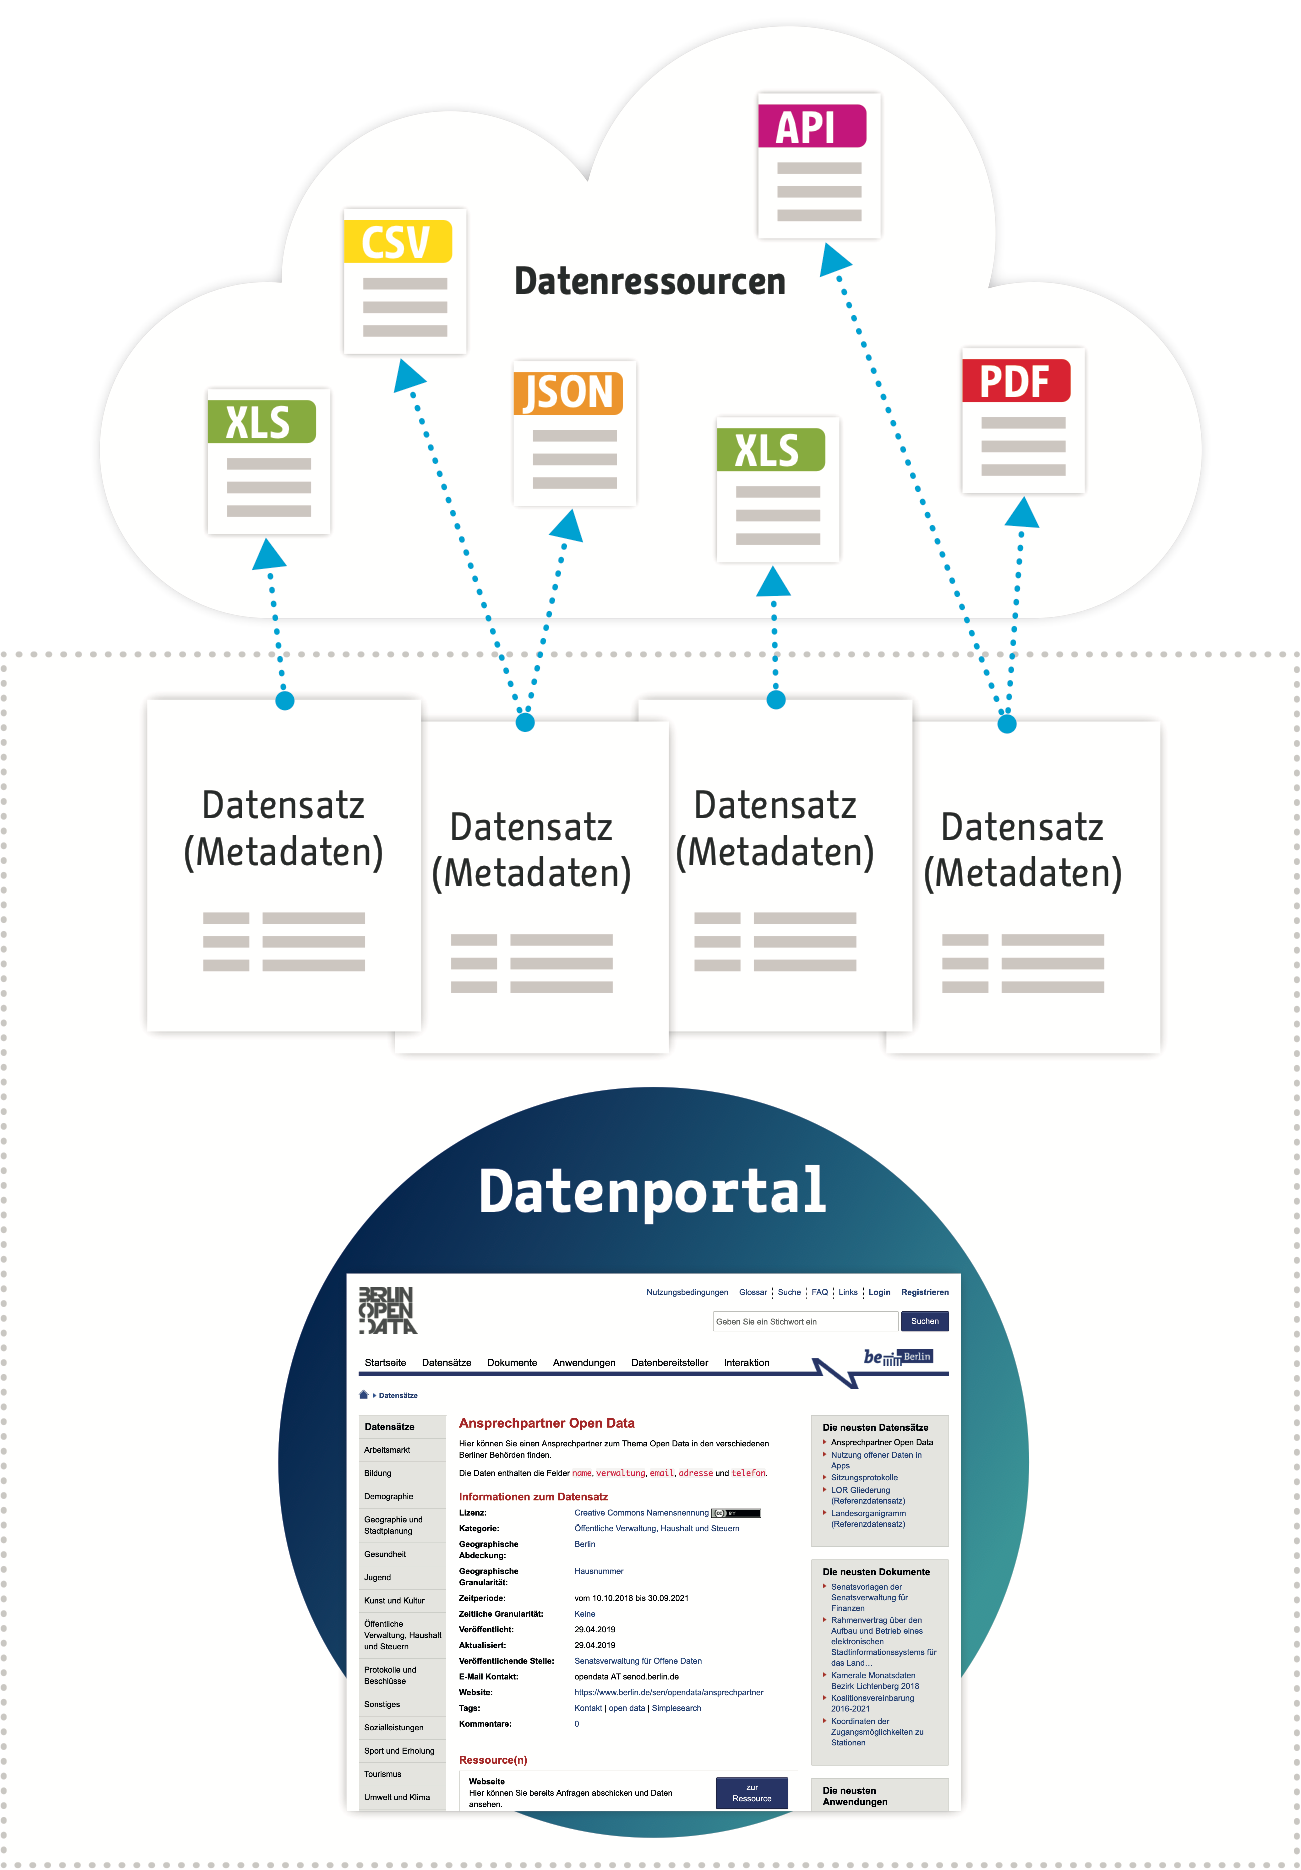 API
CSV
Datenressourcen
JSON
PDF
XLS
XLS
Datensatz
(Metadaten)
Datensatz
(Metadaten)
Datensatz
(Metadaten)
Datensatz
(Metadaten)
Datenportal
BERLIN
OPEN
DATA
Nutzungsbedingungen Glossar Suche FAQ Links Login Registrieren
Geben Sie ein Stichwort ein Suchen
Startseite Datensätze Dokumente Anwendungen Datenbereitsteller Interaktion
be Berlin
Datensätze
Datensätze
Arbeitsmarkt
Bildung
Demographie
Geographie und
Stadtplanung
Gesundheit
Jugend
Kunst und Kultur
Öffentliche
Verwaltung, Haushalt
und Steuern
Protokolle und
Beschlüsse
Sonstiges
Sozialleistungen
Sport und Erholung
Tourismus
Umwelt und Klima
Ansprechpartner Open Data
Hier können Sie einen Ansprechpartner zum Thema Open Data in den verschiedenen
Berliner Behörden finden.
Die Daten enthalten die Felder name, verwaltung, email, adresse und telefon.
Informationen zum Datensatz
Lizenz: Creative Commons Namensnennung
Kategorie: Öffentliche Verwaltung, Haushalt und Steuern
Geographische
Abdeckung: Berlin
Geographische
Granularität: Hausnummer
Zeitperiode: vom 10.10.2018 bis 30.09.2021
Zeitliche Granularität: Keine
Veröffentlicht: 29.04.2019
Aktualisiert: 29.04.2019
Veröffentlichende Stelle: Senatsverwaltung für Offene Daten
E-Mail Kontakt: opendata AT senod.berlin.de
Website: https://www.berlin.de/sen/opendata/ansprechpartner
Tags: Kontakt | open data | Simplesearch
Kommentare: 0
Ressource(n)
Webseite
Hier können Sie bereits Anfragen abschicken und Daten
ansehen.
zur
Ressource
Die neusten Datensätze
Ansprechpartner Open Data
Nutzung offener Daten in
Apps
Sitzungsprotokolle
LOR Gliederung
(Referenzdatensatz)
Landesorganigramm
(Referenzdatensatz)
Die neusten Dokumente
Senatsvorlagen der
Senatsverwaltung für
Finanzen
Rahmenvertrag über den
Aufbau und Betrieb eines
elektronischen
Stadtinformationssystems für
das Land...
Kamerale Monatsdaten
Bezirk Lichtenberg 2018
Koalitionsvereinbarung
2016-2021
Koordinaten der
Zugangsmöglichkeiten zu
Stationen
Die neusten
Anwendungen